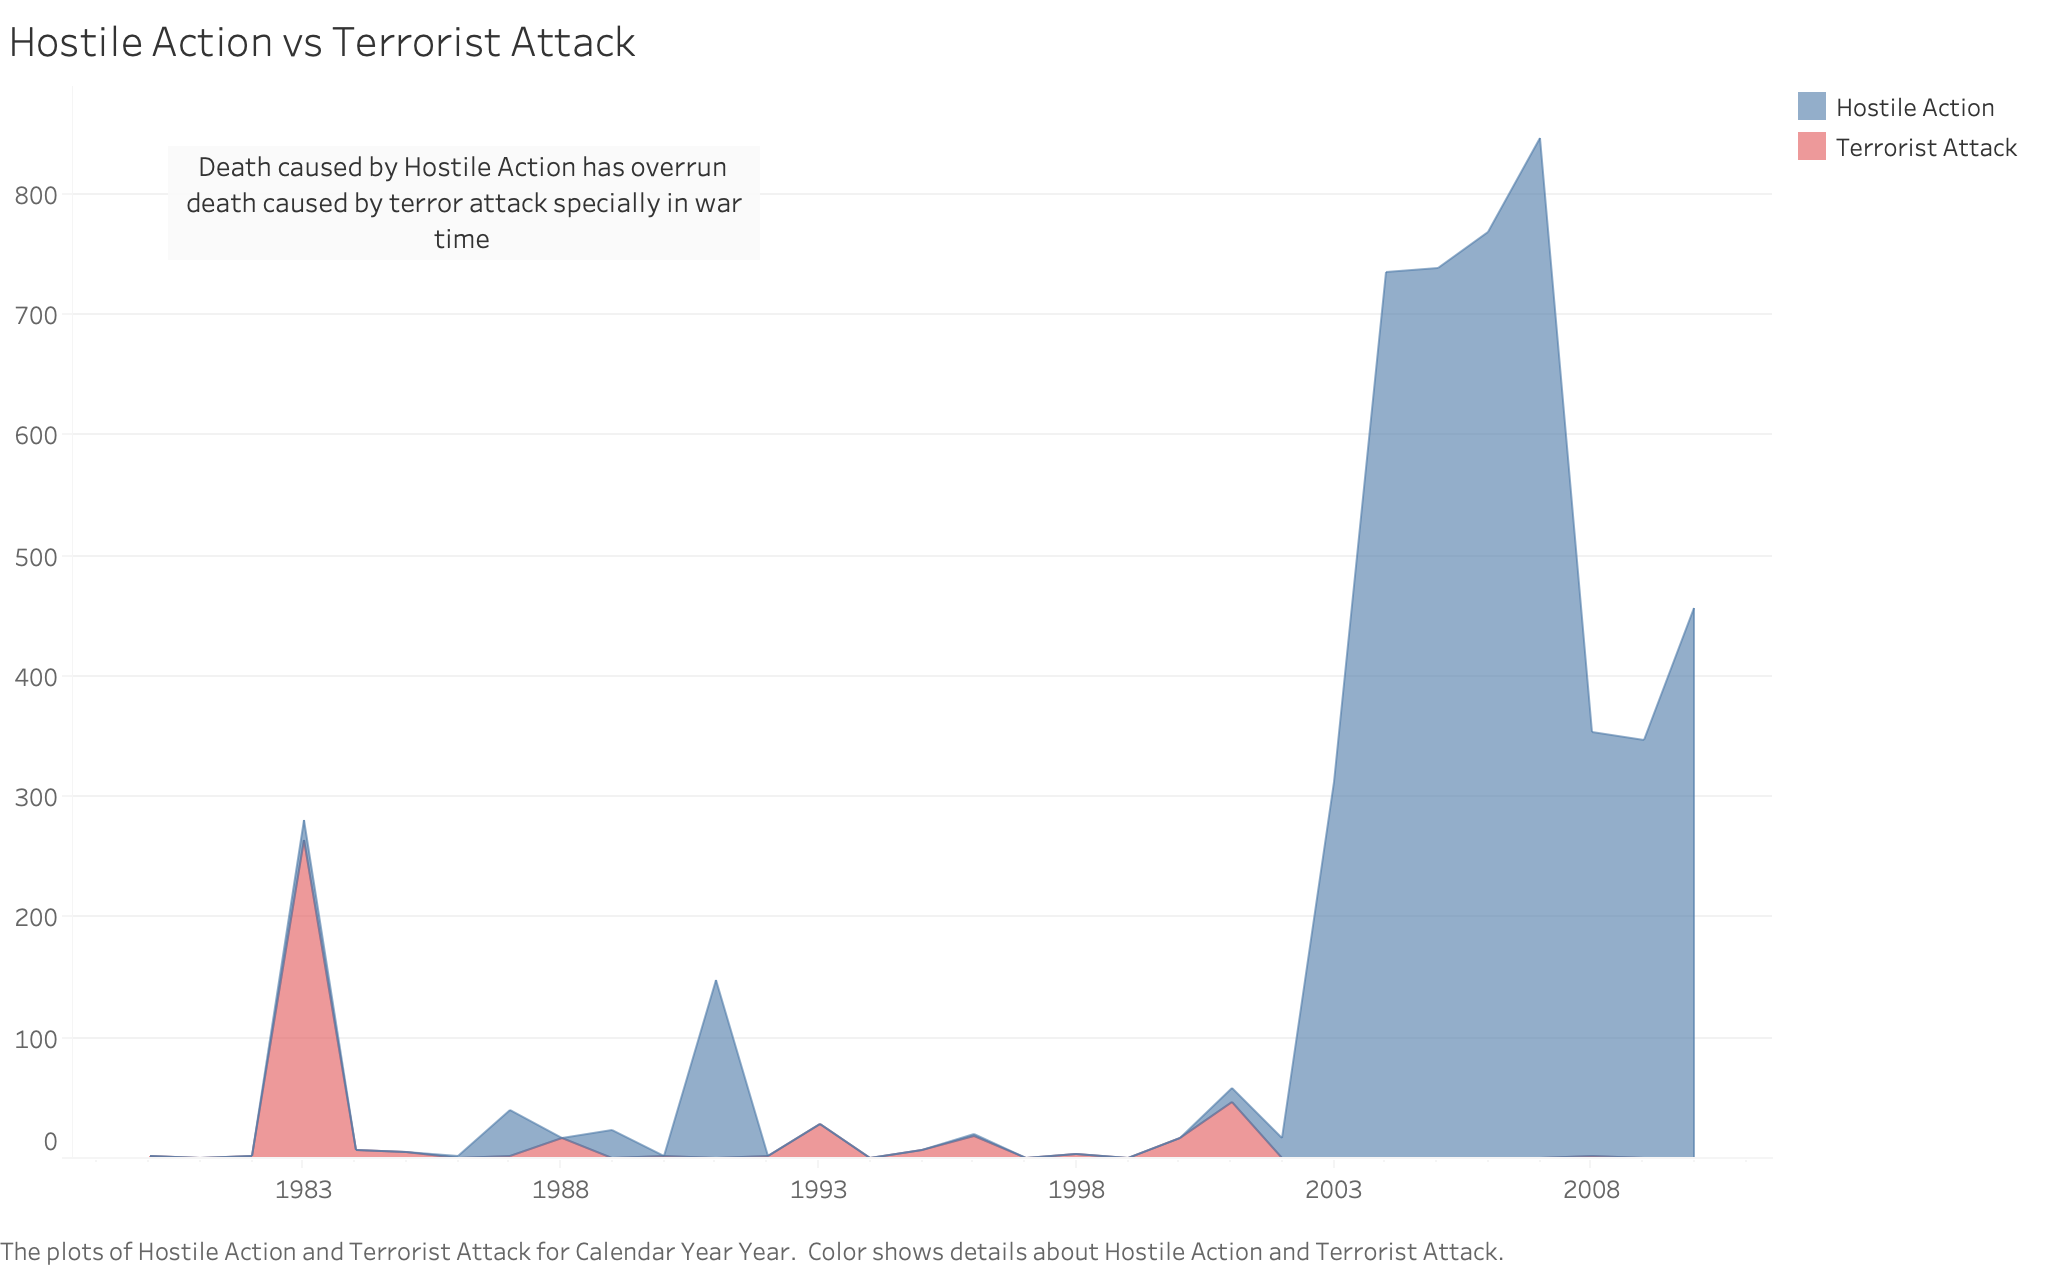 Hostile Action vs Terrorist Attack
Hostile Action
Terrorist Attack
Death caused by Hostile Action has overrun
death caused by terror attack specially in war
time
800
700
600
500
400
300
200
100
0
1983
1988
1993
1998
2003
2008
The plots of Hostile Action and Terrorist Attack for Calendar Year Year.  Color shows details about Hostile Action and Terrorist Attack.